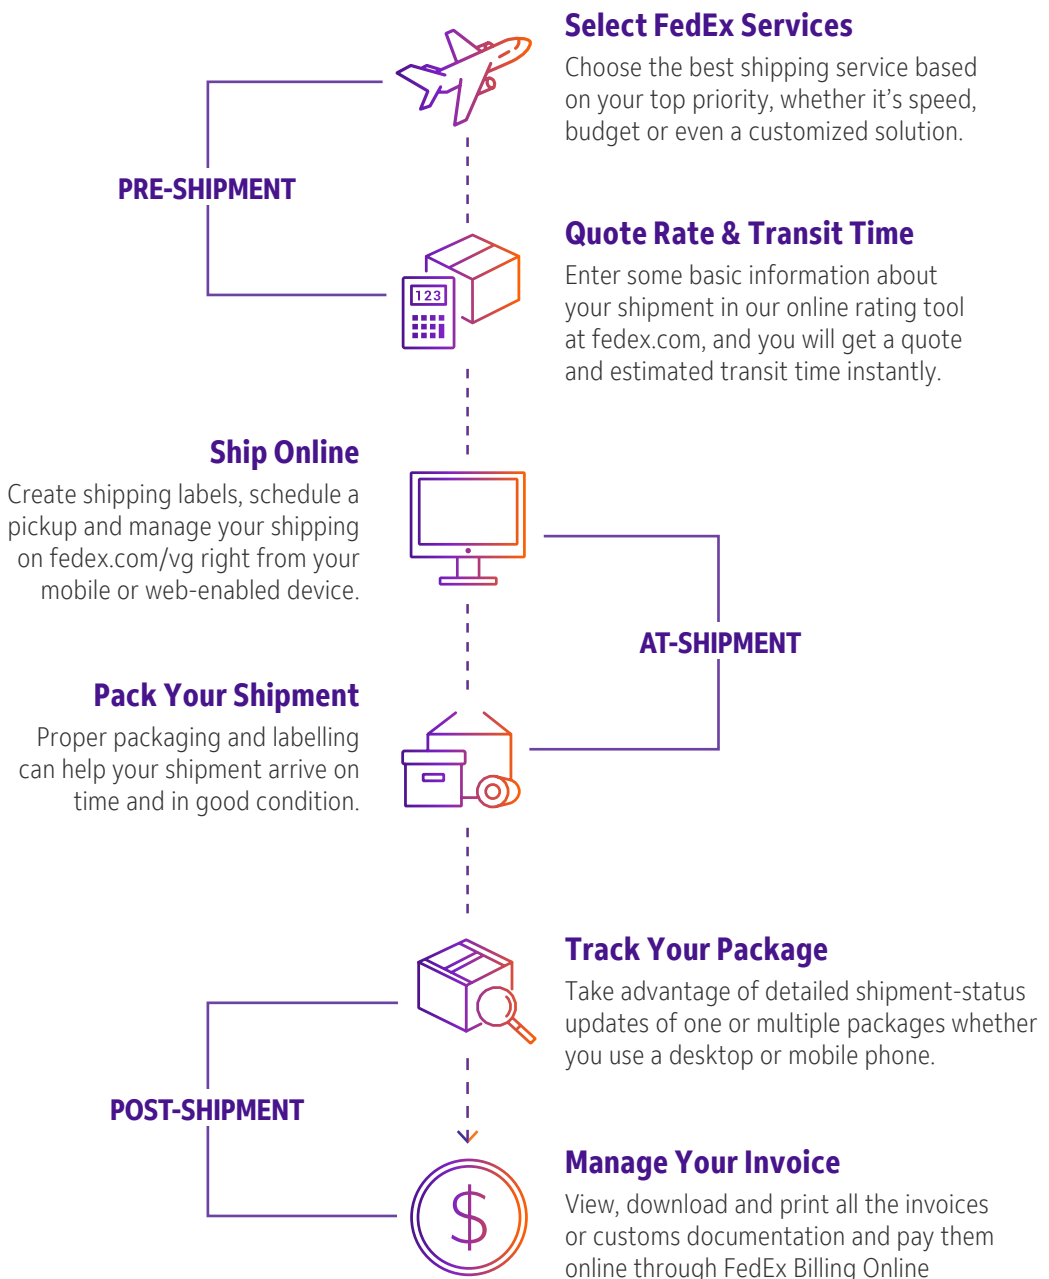 Select FedEx Services
Choose the best shipping service based
on your top priority, whether it’s speed,
budget or even a customized solution.
PRE-SHIPMENT
Quote Rate & Transit Time
Enter some basic information about
your shipment in our online rating tool
at fedex.com, and you will get a quote
and estimated transit time instantly.
123
Ship Online
Create shipping labels, schedule a
pickup and manage your shipping
on fedex.com/vg right from your
mobile or web-enabled device.
AT-SHIPMENT
Pack Your Shipment
Proper packaging and labelling
can help your shipment arrive on
time and in good condition.
Track Your Package
Take advantage of detailed shipment-status
updates of one or multiple packages whether
you use a desktop or mobile phone.
POST-SHIPMENT
Manage Your Invoice
View, download and print all the invoices
or customs documentation and pay them
online through FedEx Billing Online
$